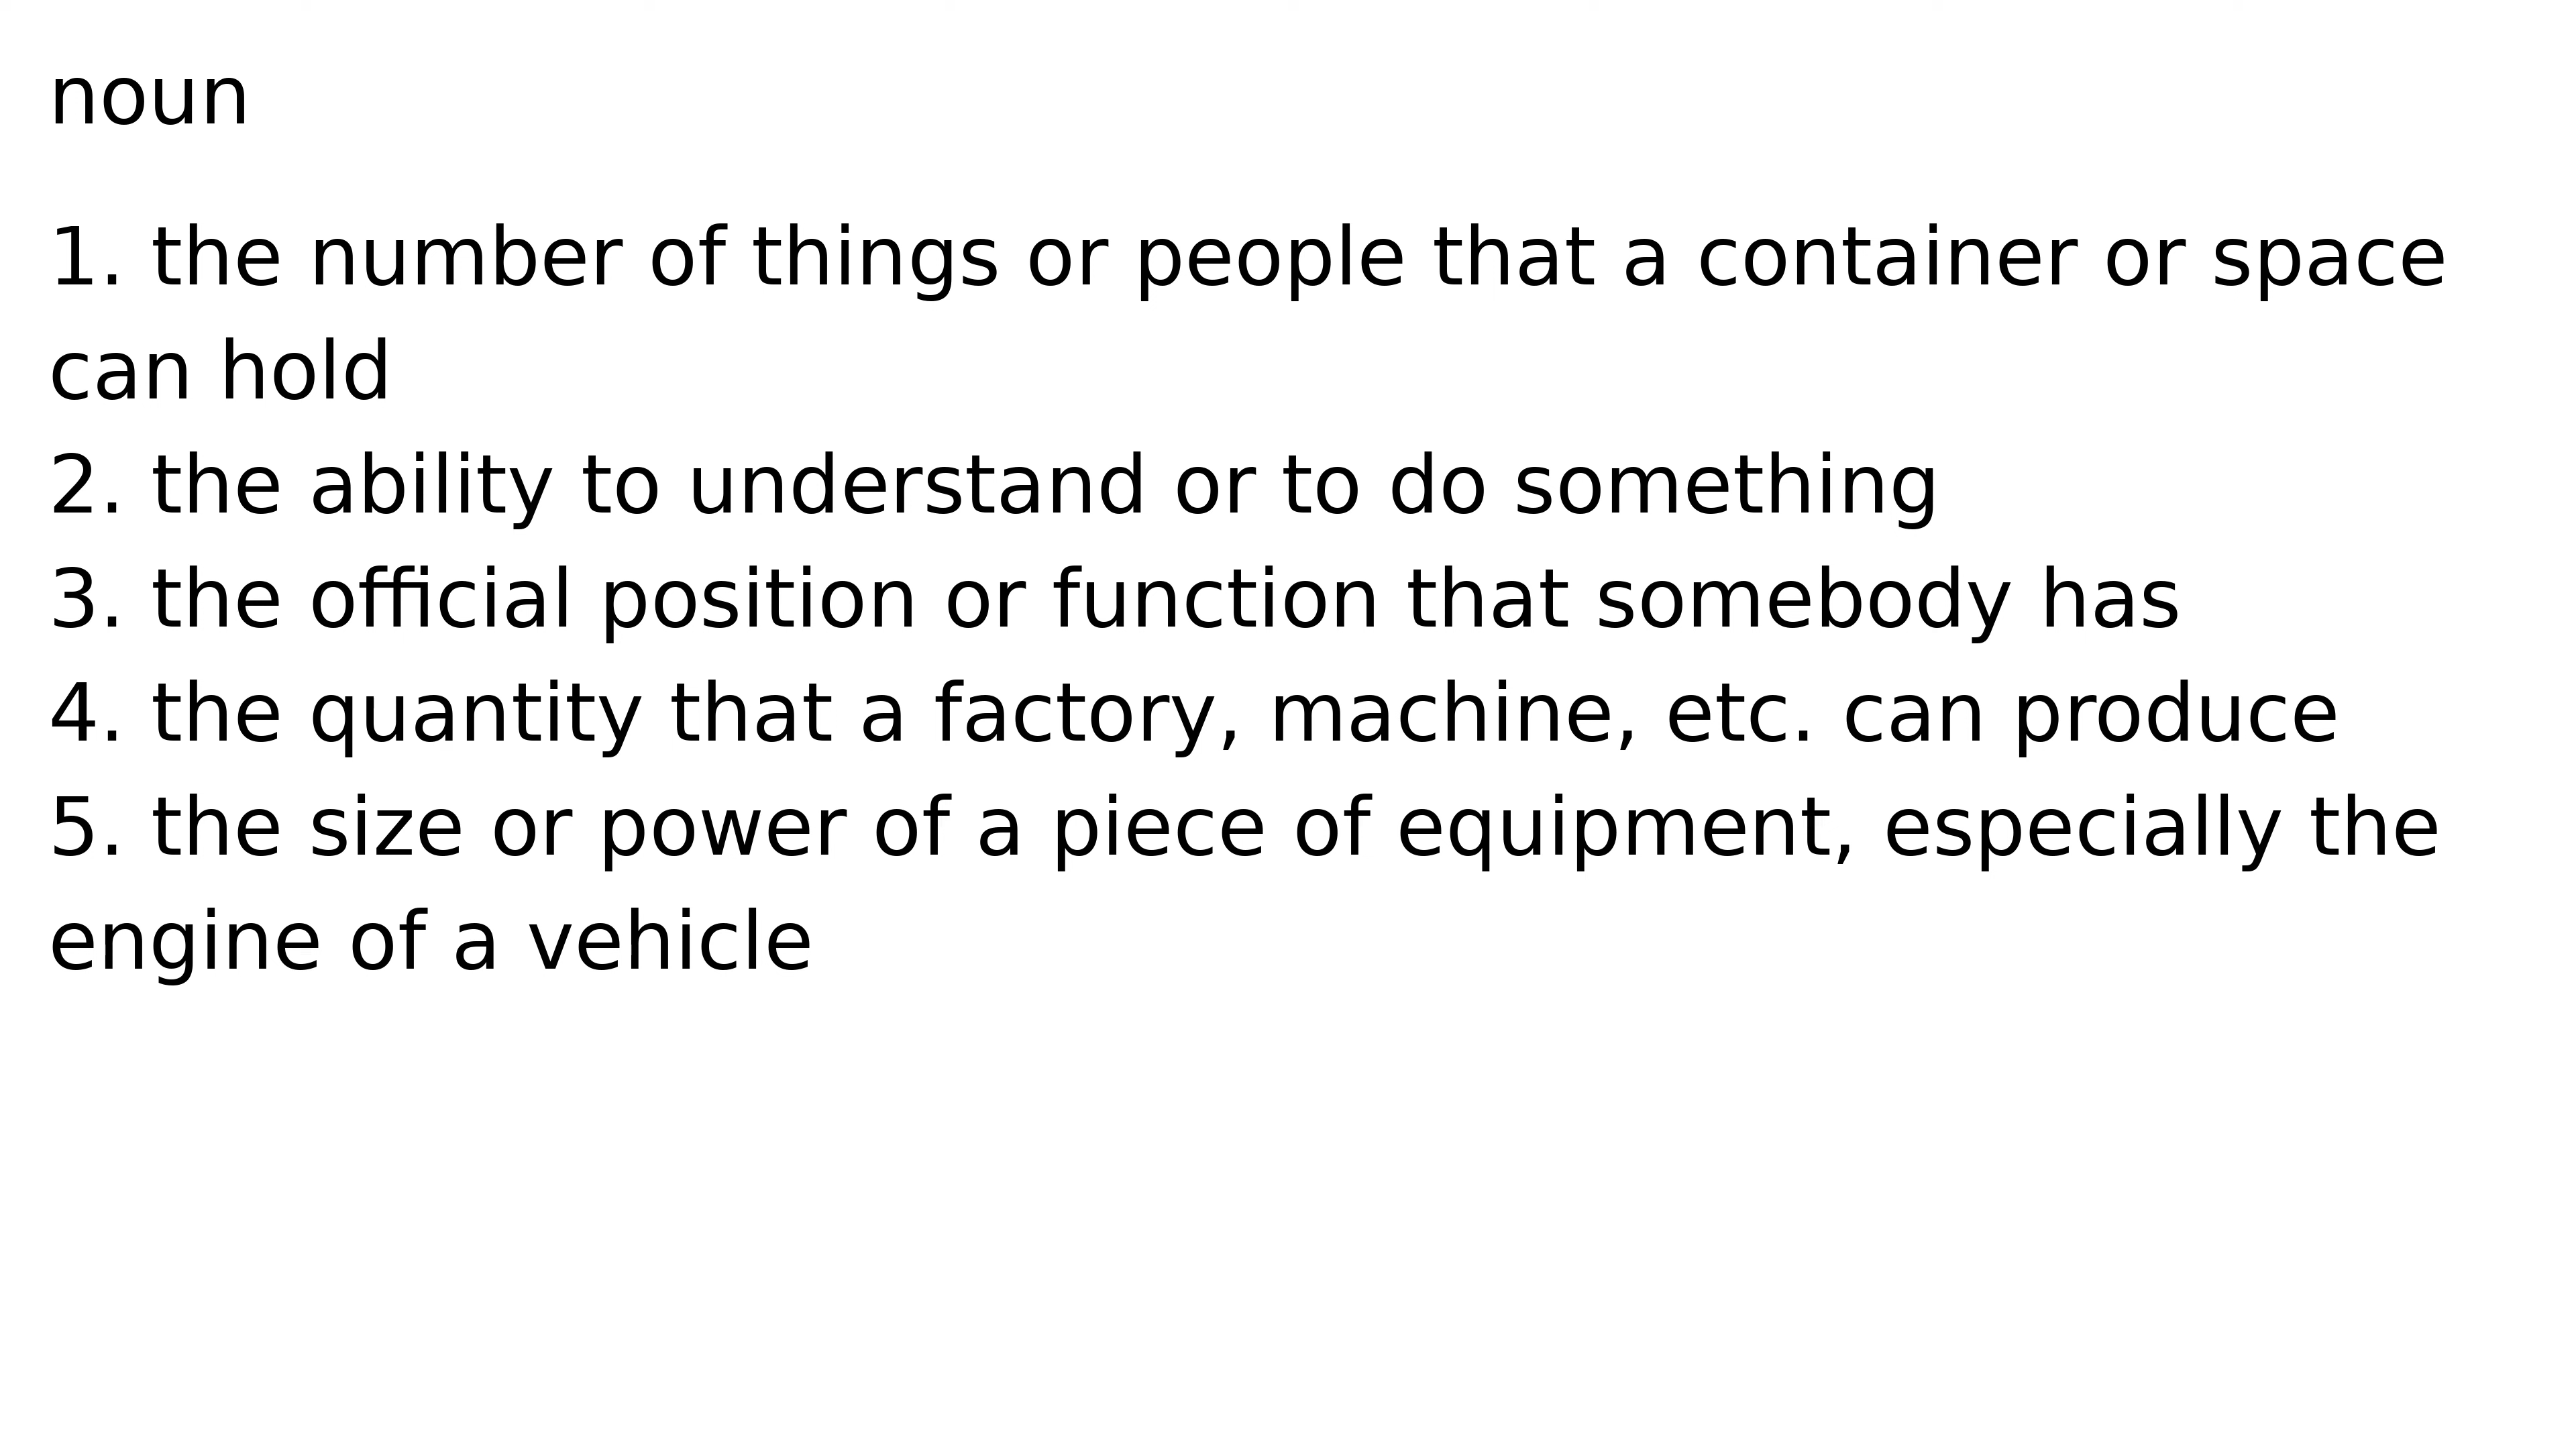 noun
1. the number of things or people that a container or space
can hold
2. the ability to understand or to do something
3. the official position or function that somebody has
4. the quantity that a factory, machine, etc. can produce
5. the size or power of a piece of equipment, especially the
engine of a vehicle